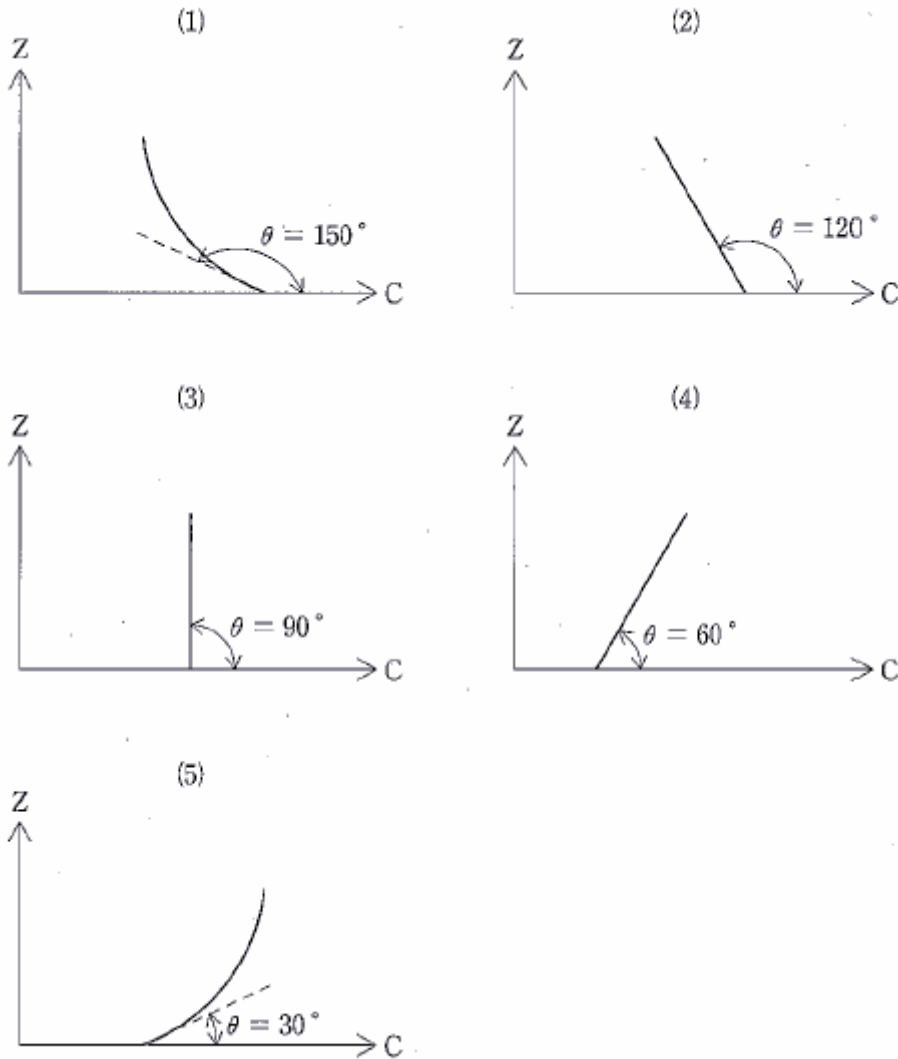 (1)
Z
θ = 150°
C
(2)
Z
θ = 120°
C
(3)
Z
θ = 90°
C
(4)
Z
θ = 60°
C
(5)
Z
θ = 30°
C